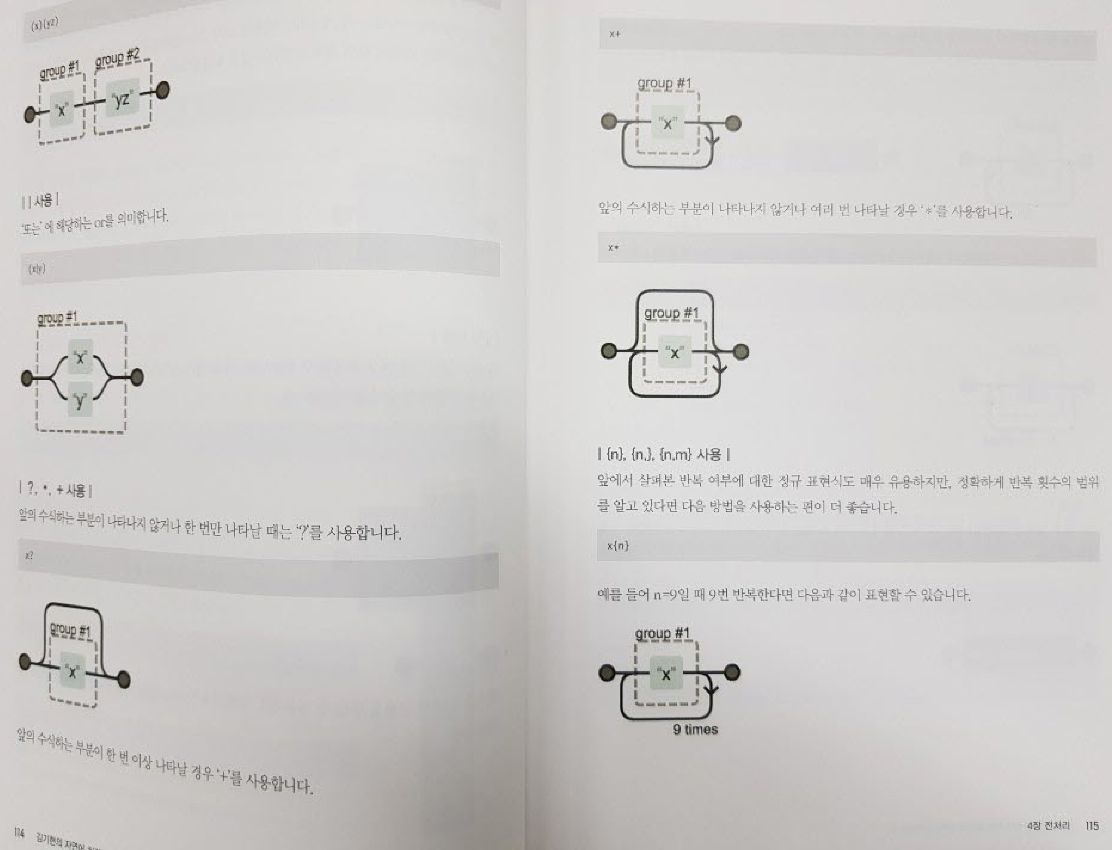 (x)(yz)
group #1 group #2
"x" "yz"
| | 사용 |
'또는'에 해당하는 or를 의미합니다.
(x|y)
group #1
"x"
"y"
| ?, *, + 사용 |
앞의 수식하는 부분이 나타나지 않거나 한 번만 나타날 때는 '?'를 사용합니다.
x?
group #1
"x"
앞의 수식하는 부분이 한 번 이상 나타날 경우 '+'를 사용합니다.
114 김기현의 자연어
x+
group #1
"x"
앞의 수식하는 부분이 나타나지 않거나 여러 번 나타날 경우 '*'를 사용합니다.
x*
group #1
"x"
| {n}, {n,}, {n,m} 사용 |
앞에서 살펴본 반복 여부에 대한 정규 표현식도 매우 유용하지만, 정확하게 반복 횟수의 범위
를 알고 있다면 다음 방법을 사용하는 편이 더 좋습니다.
x{n}
예를 들어 n=9일 때 9번 반복한다면 다음과 같이 표현할 수 있습니다.
group #1
"x"
9 times
4장 전처리 115